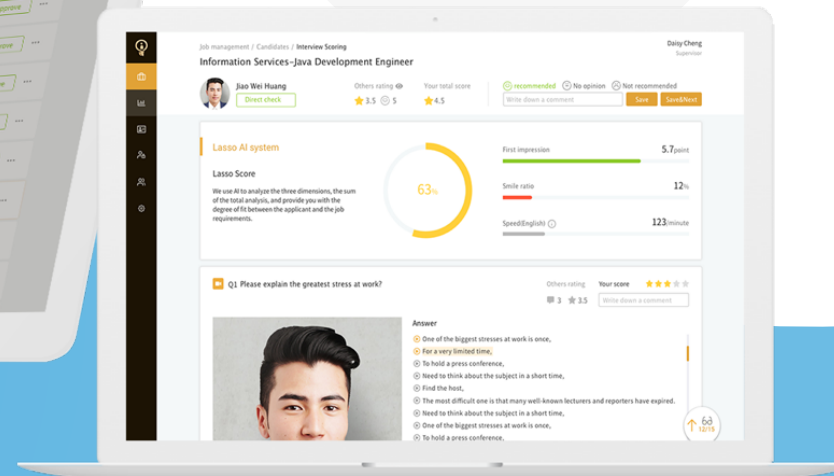 approve
Job management / Candidates / Interview Scoring
Daisy Cheng
Supervisor
Information Services-Java Development Engineer
Jiao Wei Huang
Direct check
Others rating
3.5 5
Your total score
4.5
recommended No opinion Not recommended
Write down a comment
Save
Save&Next
Lasso AI system
Lasso Score
We use AI to analyze the three dimensions, the sum
of the total analysis, and provide you with the
degree of fit between the applicant and the job
requirements.
63%
First impression 5.7point
Smile ratio 12%
Speed(English) 123/minute
Q1 Please explain the greatest stress at work?
Others rating
3 3.5
Your score
Write down a comment
Answer
One of the biggest stresses at work is once,
For a very limited time,
To hold a press conference,
Need to think about the subject in a short time,
Find the host,
The most difficult one is that many well-known lecturers and reporters have expired.
Need to think about the subject in a short time,
One of the biggest stresses at work is once,
To hold a press conference,
12/15